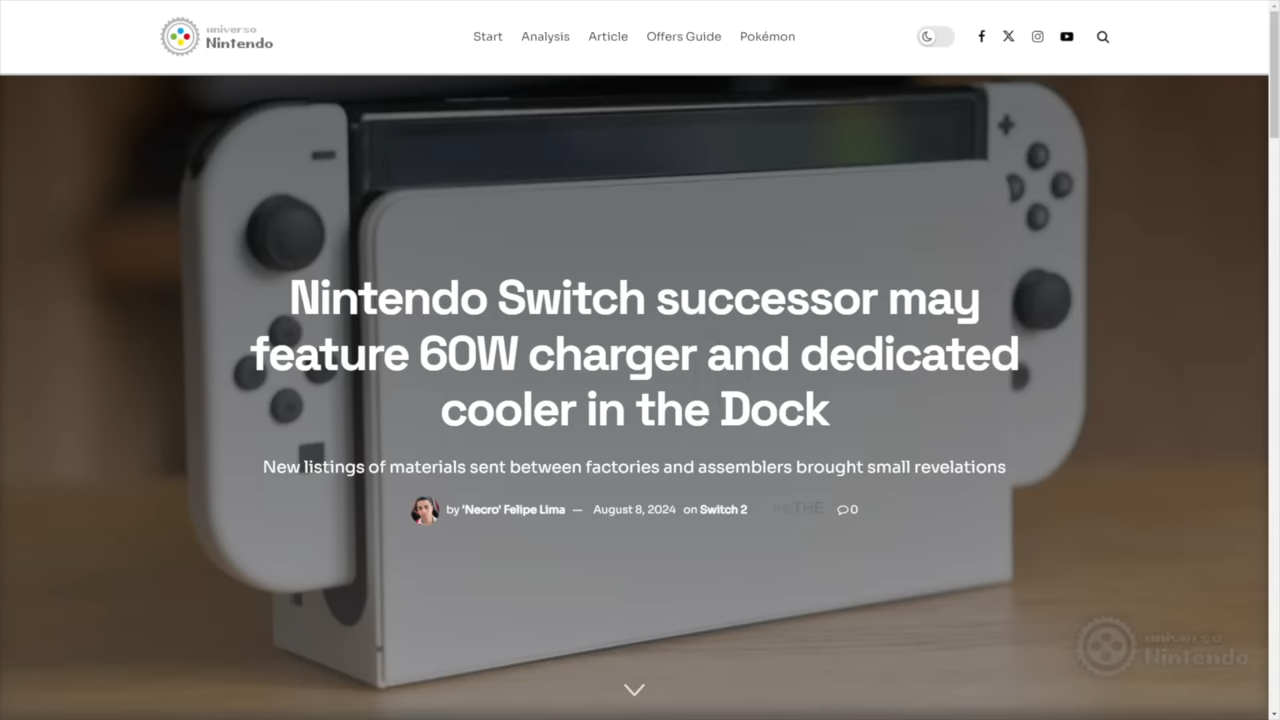 universo
Nintendo
Start Analysis Article Offers Guide Pokémon
Nintendo Switch successor may
feature 60W charger and dedicated
cooler in the Dock
New listings of materials sent between factories and assemblers brought small revelations
by 'Necro' Felipe Lima — August 8, 2024 on Switch 2 THE 0
universo
Nintendo